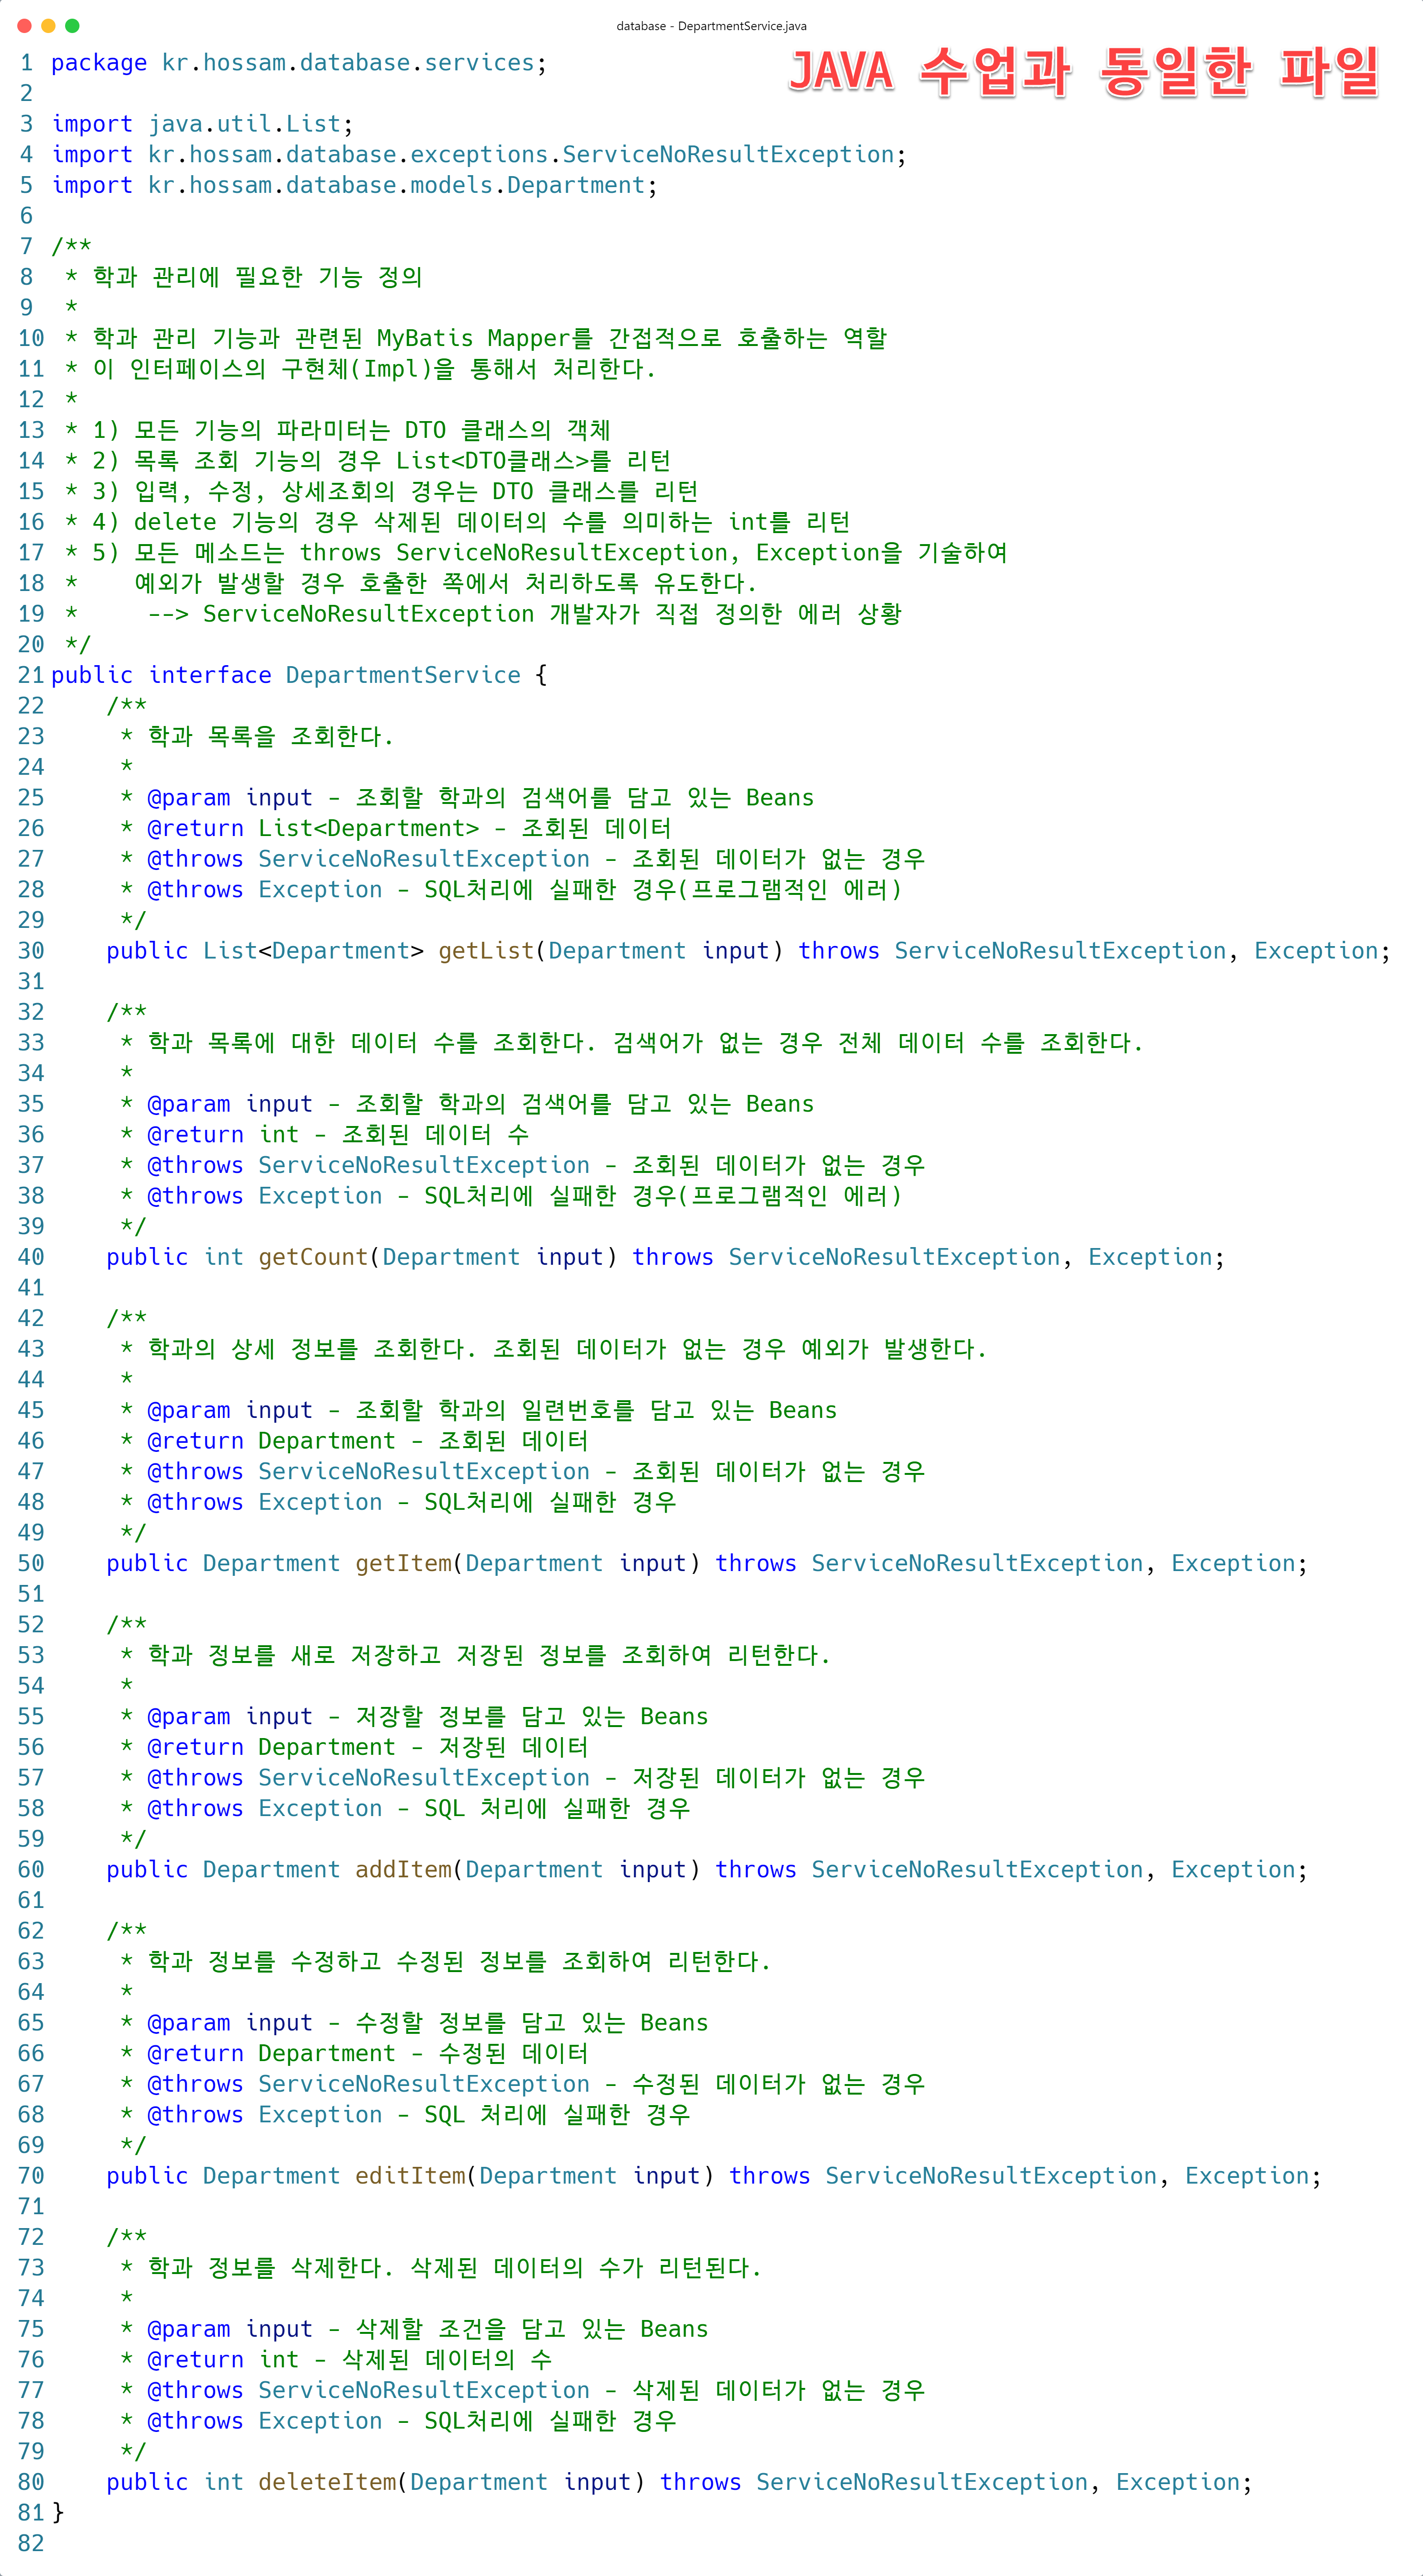 database - DepartmentService.java
JAVA 수업과 동일한 파일
1 package kr.hossam.database.services;
2
3 import java.util.List;
4 import kr.hossam.database.exceptions.ServiceNoResultException;
5 import kr.hossam.database.models.Department;
6
7 /**
8  * 학과 관리에 필요한 기능 정의
9  *
10  * 학과 관리 기능과 관련된 MyBatis Mapper를 간접적으로 호출하는 역할
11  * 이 인터페이스의 구현체(Impl)을 통해서 처리한다.
12  *
13  * 1) 모든 기능의 파라미터는 DTO 클래스의 객체
14  * 2) 목록 조회 기능의 경우 List<DTO클래스>를 리턴
15  * 3) 입력, 수정, 상세조회의 경우는 DTO 클래스를 리턴
16  * 4) delete 기능의 경우 삭제된 데이터의 수를 의미하는 int를 리턴
17  * 5) 모든 메소드는 throws ServiceNoResultException, Exception을 기술하여
18  *    예외가 발생할 경우 호출한 쪽에서 처리하도록 유도한다.
19  *     --> ServiceNoResultException 개발자가 직접 정의한 에러 상황
20  */
21 public interface DepartmentService {
22     /**
23      * 학과 목록을 조회한다.
24      *
25      * @param input - 조회할 학과의 검색어를 담고 있는 Beans
26      * @return List<Department> - 조회된 데이터
27      * @throws ServiceNoResultException - 조회된 데이터가 없는 경우
28      * @throws Exception - SQL처리에 실패한 경우(프로그램적인 에러)
29      */
30     public List<Department> getList(Department input) throws ServiceNoResultException, Exception;
31
32     /**
33      * 학과 목록에 대한 데이터 수를 조회한다. 검색어가 없는 경우 전체 데이터 수를 조회한다.
34      *
35      * @param input - 조회할 학과의 검색어를 담고 있는 Beans
36      * @return int - 조회된 데이터 수
37      * @throws ServiceNoResultException - 조회된 데이터가 없는 경우
38      * @throws Exception - SQL처리에 실패한 경우(프로그램적인 에러)
39      */
40     public int getCount(Department input) throws ServiceNoResultException, Exception;
41
42     /**
43      * 학과의 상세 정보를 조회한다. 조회된 데이터가 없는 경우 예외가 발생한다.
44      *
45      * @param input - 조회할 학과의 일련번호를 담고 있는 Beans
46      * @return Department - 조회된 데이터
47      * @throws ServiceNoResultException - 조회된 데이터가 없는 경우
48      * @throws Exception - SQL처리에 실패한 경우
49      */
50     public Department getItem(Department input) throws ServiceNoResultException, Exception;
51
52     /**
53      * 학과 정보를 새로 저장하고 저장된 정보를 조회하여 리턴한다.
54      *
55      * @param input - 저장할 정보를 담고 있는 Beans
56      * @return Department - 저장된 데이터
57      * @throws ServiceNoResultException - 저장된 데이터가 없는 경우
58      * @throws Exception - SQL 처리에 실패한 경우
59      */
60     public Department addItem(Department input) throws ServiceNoResultException, Exception;
61
62     /**
63      * 학과 정보를 수정하고 수정된 정보를 조회하여 리턴한다.
64      *
65      * @param input - 수정할 정보를 담고 있는 Beans
66      * @return Department - 수정된 데이터
67      * @throws ServiceNoResultException - 수정된 데이터가 없는 경우
68      * @throws Exception - SQL 처리에 실패한 경우
69      */
70     public Department editItem(Department input) throws ServiceNoResultException, Exception;
71
72     /**
73      * 학과 정보를 삭제한다. 삭제된 데이터의 수가 리턴된다.
74      *
75      * @param input - 삭제할 조건을 담고 있는 Beans
76      * @return int - 삭제된 데이터의 수
77      * @throws ServiceNoResultException - 삭제된 데이터가 없는 경우
78      * @throws Exception - SQL처리에 실패한 경우
79      */
80     public int deleteItem(Department input) throws ServiceNoResultException, Exception;
81 }
82